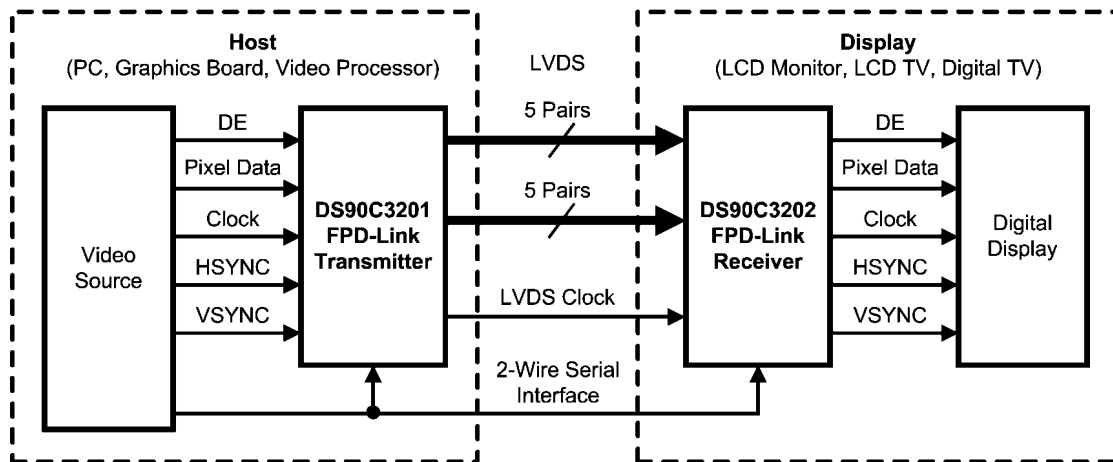 Host
(PC, Graphics Board, Video Processor)
LVDS
Display
(LCD Monitor, LCD TV, Digital TV)
Video
Source
DE
Pixel Data
Clock
HSYNC
VSYNC
DS90C3201
FPD-Link
Transmitter
5 Pairs
5 Pairs
LVDS Clock
2-Wire Serial
Interface
DS90C3202
FPD-Link
Receiver
DE
Pixel Data
Clock
HSYNC
VSYNC
Digital
Display